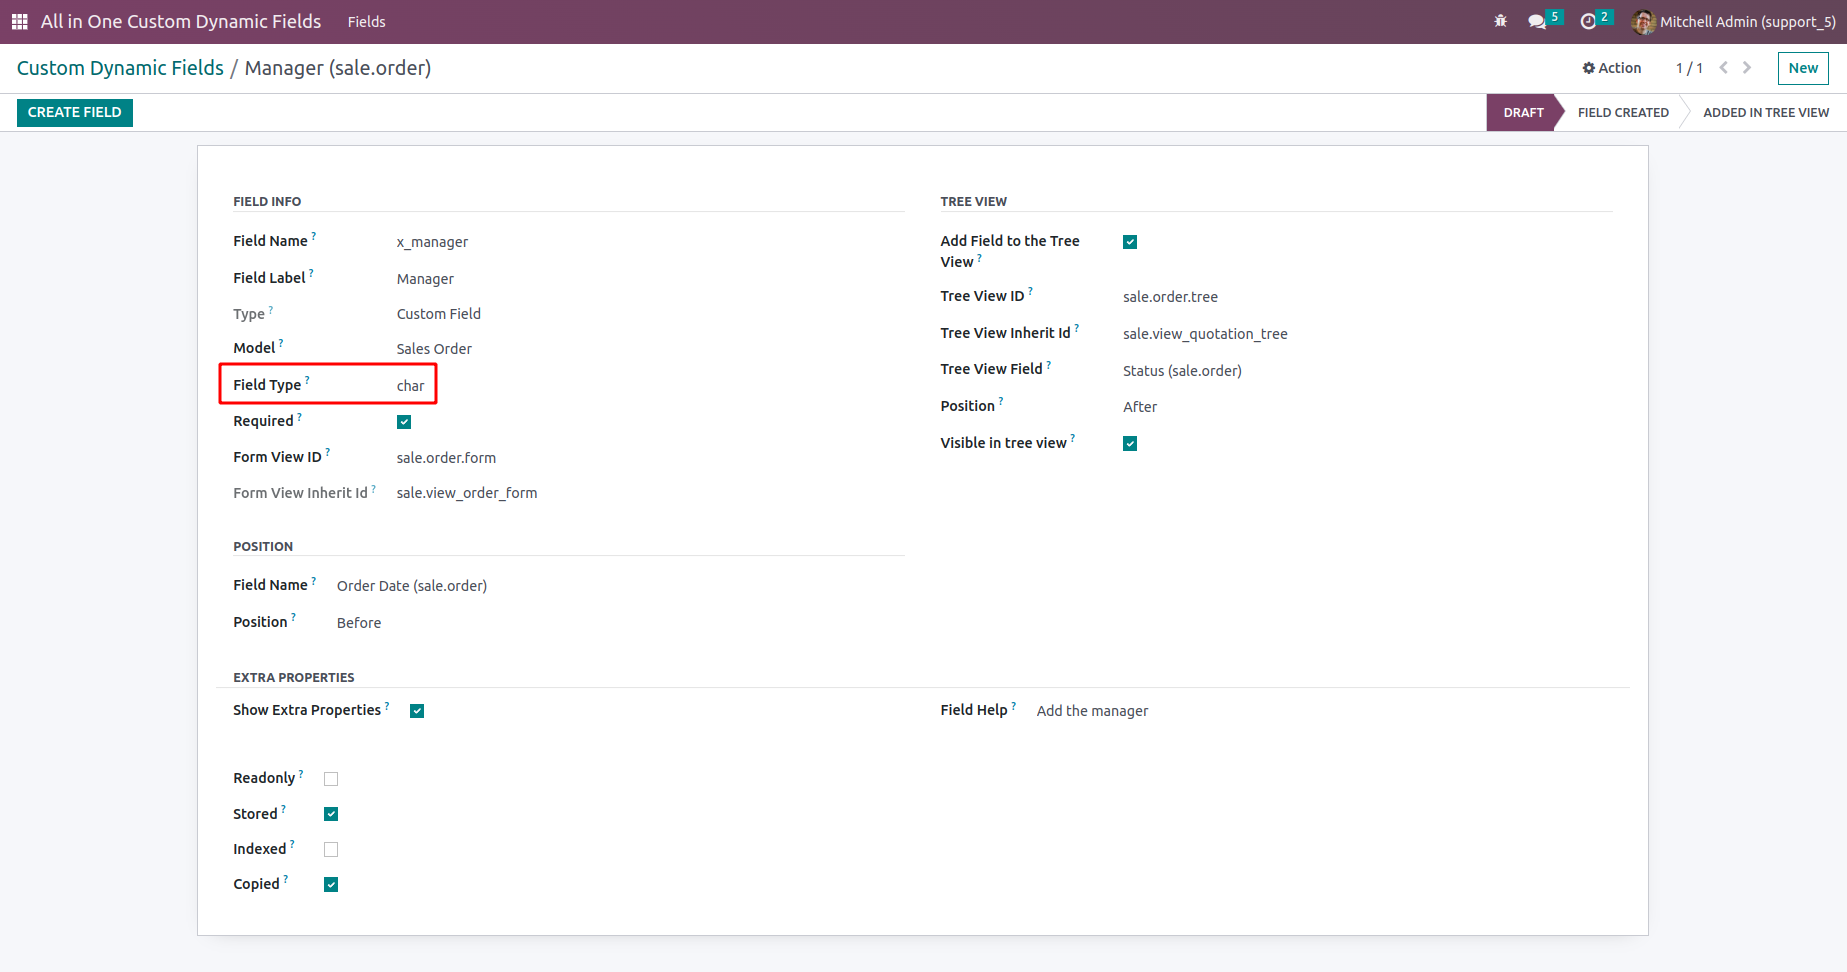 All in One Custom Dynamic Fields Fields 5 2 Mitchell Admin (support_5)
Custom Dynamic Fields / Manager (sale.order) Action 1 / 1 New
CREATE FIELD DRAFT FIELD CREATED ADDED IN TREE VIEW
FIELD INFO
Field Name ? x_manager
Field Label ? Manager
Type ? Custom Field
Model ? Sales Order
Field Type ? char
Required ?
Form View ID ? sale.order.form
Form View Inherit Id ? sale.view_order_form
TREE VIEW
Add Field to the Tree
View ?
Tree View ID ? sale.order.tree
Tree View Inherit Id ? sale.view_quotation_tree
Tree View Field ? Status (sale.order)
Position ? After
Visible in tree view ?
POSITION
Field Name ? Order Date (sale.order)
Position ? Before
EXTRA PROPERTIES
Show Extra Properties ?
Field Help ? Add the manager
Readonly ?
Stored ?
Indexed ?
Copied ?